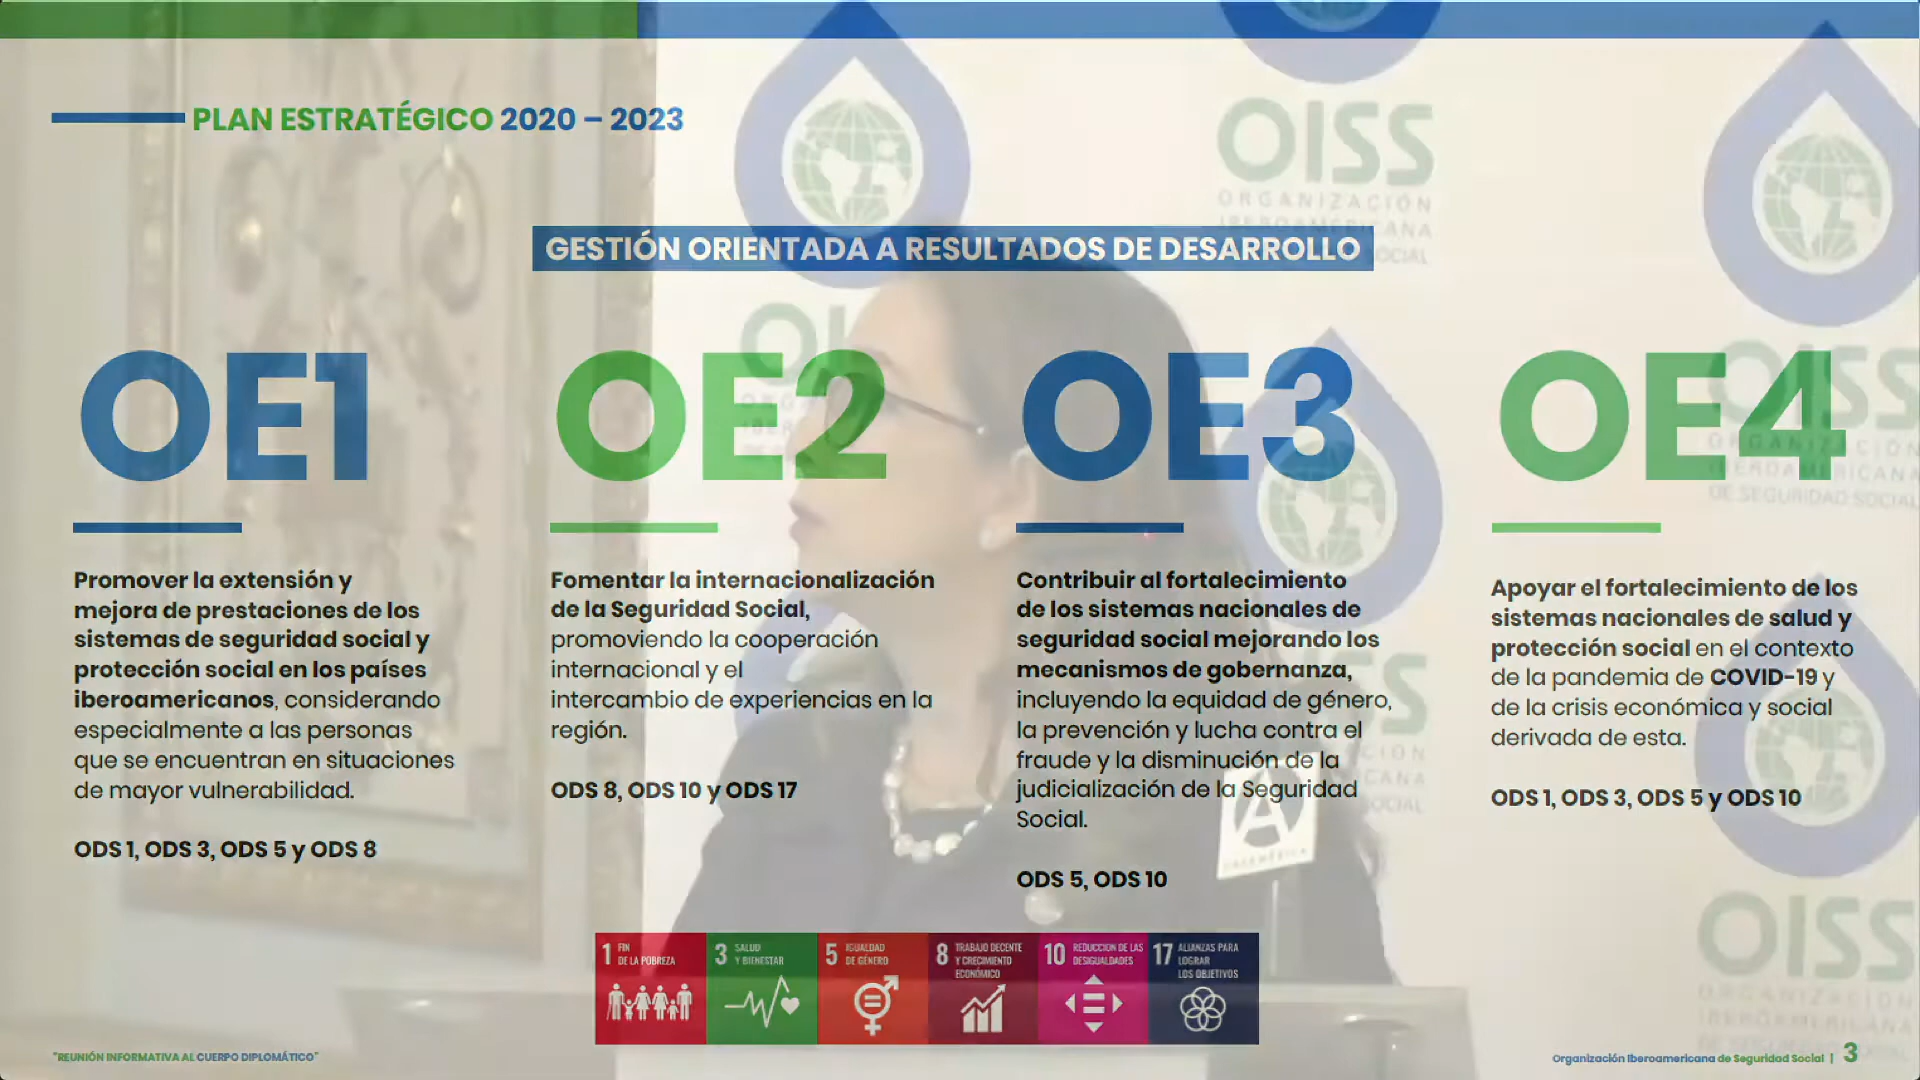 PLAN ESTRATÉGICO 2020 – 2023
OISS
ORGANIZACIÓN
IBEROAMERICANA
SOCIAL
GESTIÓN ORIENTADA A RESULTADOS DE DESARROLLO
OE1
Promover la extensión y
mejora de prestaciones de los
sistemas de seguridad social y
protección social en los países
iberoamericanos, considerando
especialmente a las personas
que se encuentran en situaciones
de mayor vulnerabilidad.
ODS 1, ODS 3, ODS 5 y ODS 8
OE2
Fomentar la internacionalización
de la Seguridad Social,
promoviendo la cooperación
internacional y el
intercambio de experiencias en la
región.
ODS 8, ODS 10 y ODS 17
OE3
Contribuir al fortalecimiento
de los sistemas nacionales de
seguridad social mejorando los
mecanismos de gobernanza,
incluyendo la equidad de género,
la prevención y lucha contra el
fraude y la disminución de la
judicialización de la Seguridad
Social.
ODS 5, ODS 10
OE4
Apoyar el fortalecimiento de los
sistemas nacionales de salud y
protección social en el contexto
de la pandemia de COVID-19 y
de la crisis económica y social
derivada de esta.
ODS 1, ODS 3, ODS 5 y ODS 10
ORGANIZACIÓN
IBEROAMERICANA
DE SEGURIDAD SOCIAL
OISS
1 FIN
DE LA POBREZA
3 SALUD
Y BIENESTAR
5 IGUALDAD
DE GÉNERO
8 TRABAJO DECENTE
Y CRECIMIENTO
ECONÓMICO
10 REDUCCIÓN DE LAS
DESIGUALDADES
17 ALIANZAS PARA
LOGRAR
LOS OBJETIVOS
"REUNIÓN INFORMATIVA AL CUERPO DIPLOMÁTICO"
Organización Iberoamericana de Seguridad Social | 3